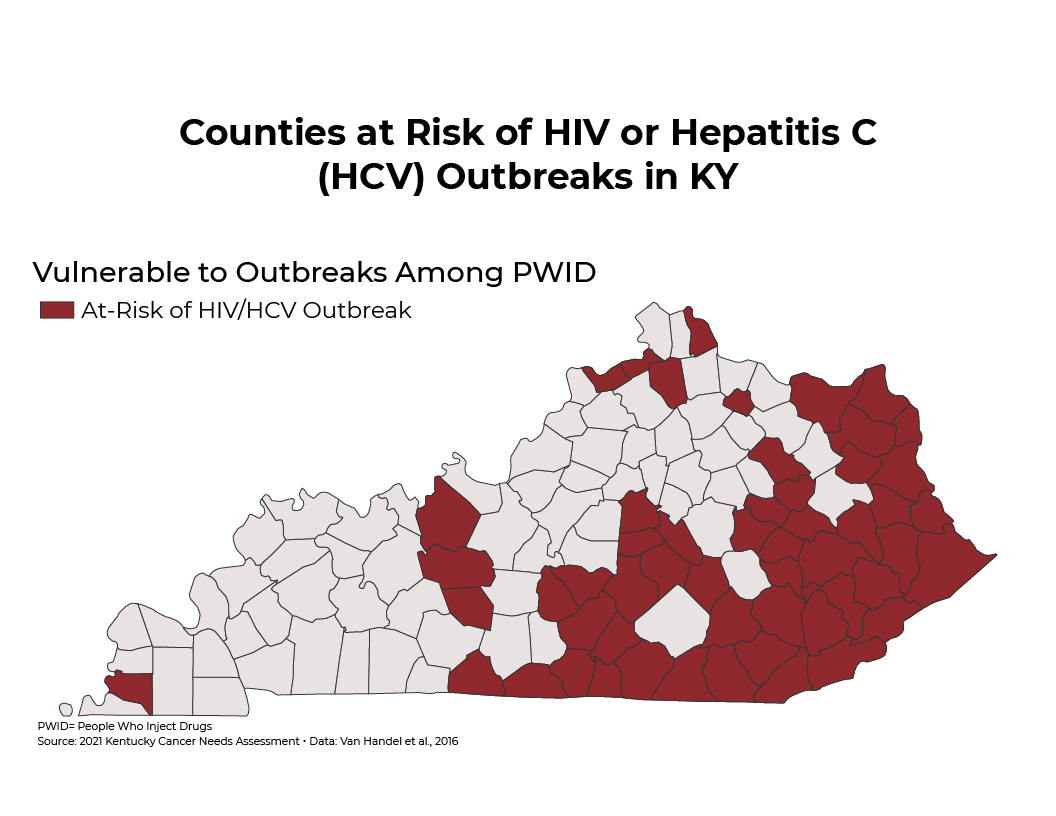 Counties at Risk of HIV or Hepatitis C
(HCV) Outbreaks in KY
Vulnerable to Outbreaks Among PWID
At-Risk of HIV/HCV Outbreak
PWID= People Who Inject Drugs
Source: 2021 Kentucky Cancer Needs Assessment • Data: Van Handel et al., 2016